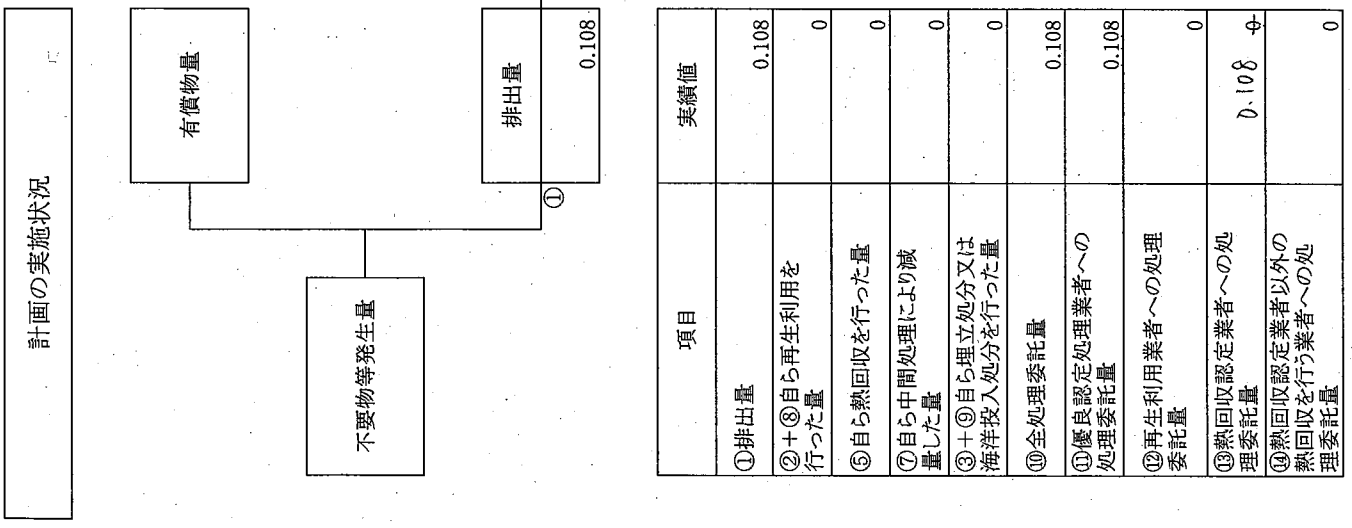 計画の実施状況
不要物等発生量
有償物量
①
排出量
0.108
項目
実績値
①排出量
0.108
②+⑧自ら再生利用を
行った量
0
⑤自ら熱回収を行った量
0
⑦自ら中間処理により減
量した量
0
③+⑨自ら埋立処分又は
海洋投入処分を行った量
0
⑩全処理委託量
0.108
⑪優良認定処理業者への
処理委託量
0.108
⑫再生利用業者への処理
委託量
0
⑬熱回収認定業者への処
理委託量
0.108 0
⑭熱回収認定業者以外の
熱回収を行う業者への処
理委託量
0